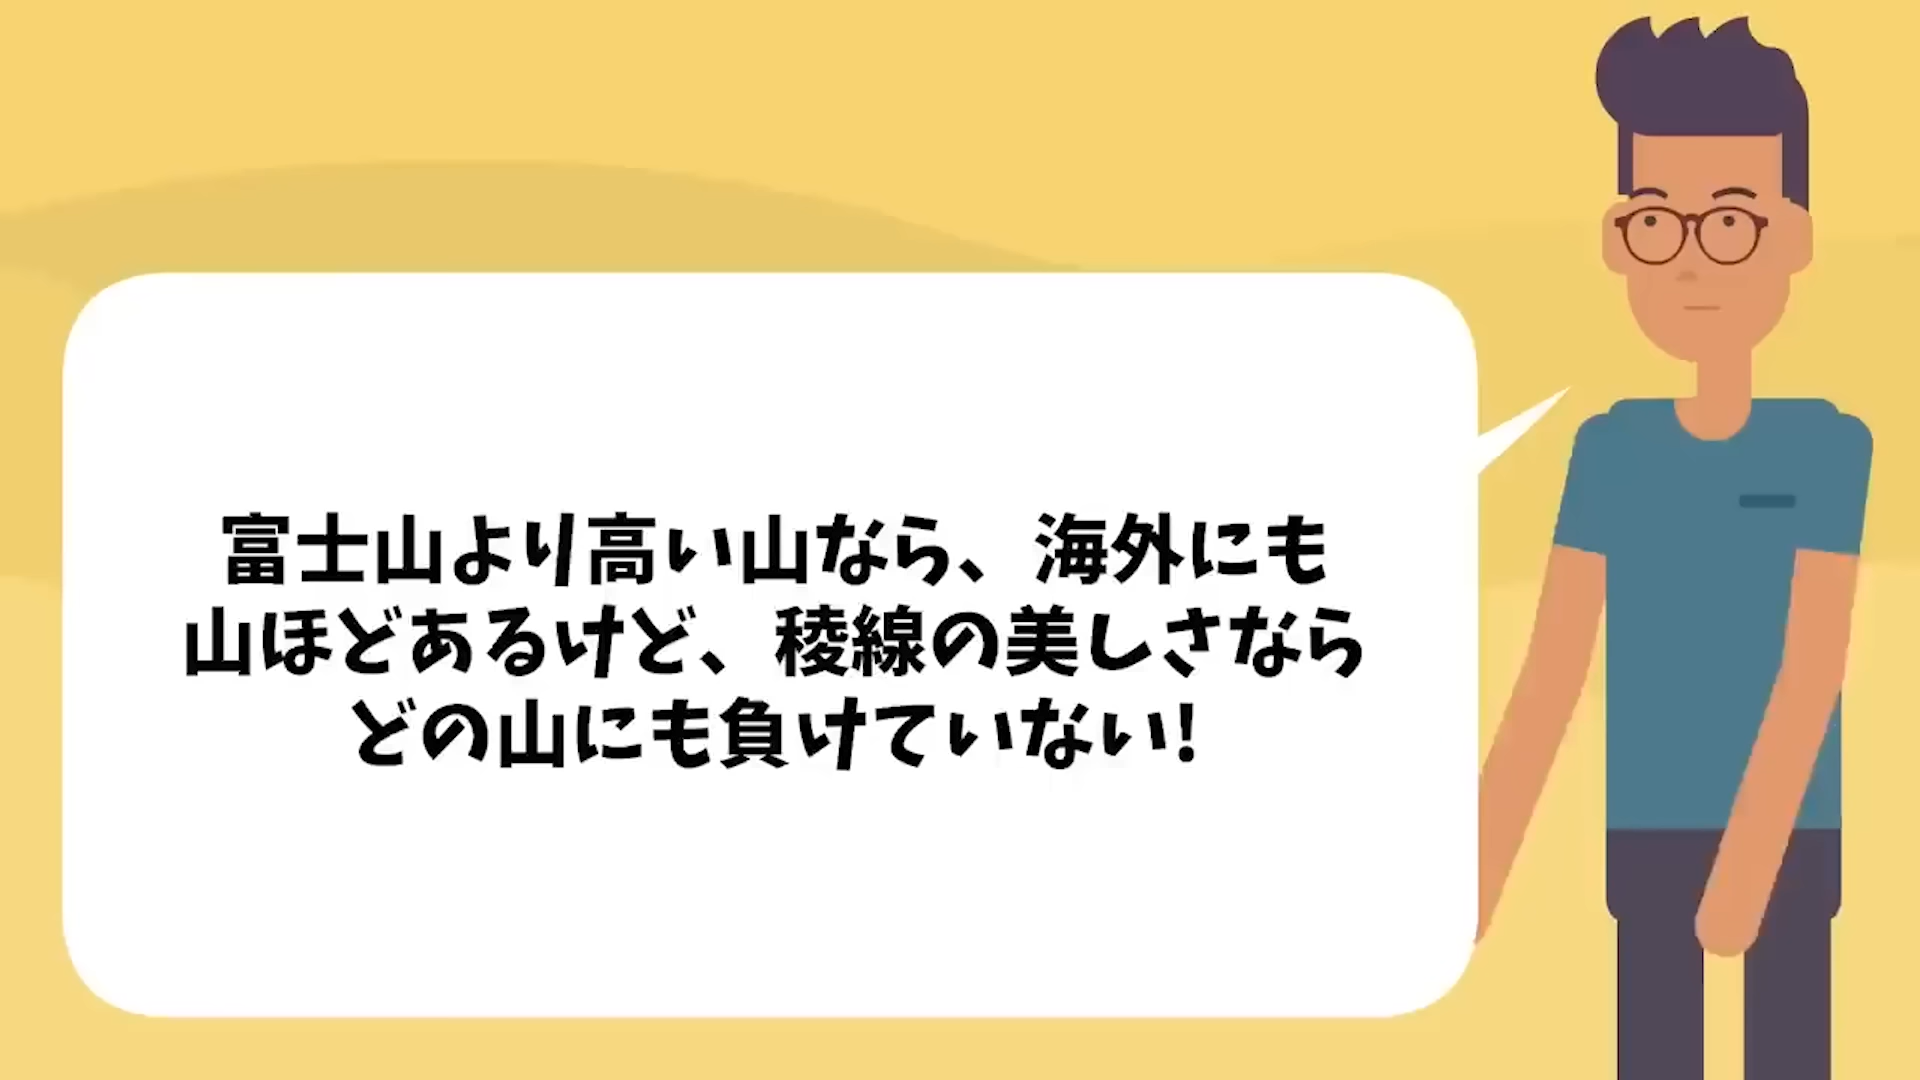 富士山より高い山なら、海外にも
山ほどあるけど、稜線の美しさなら
どの山にも負けていない!